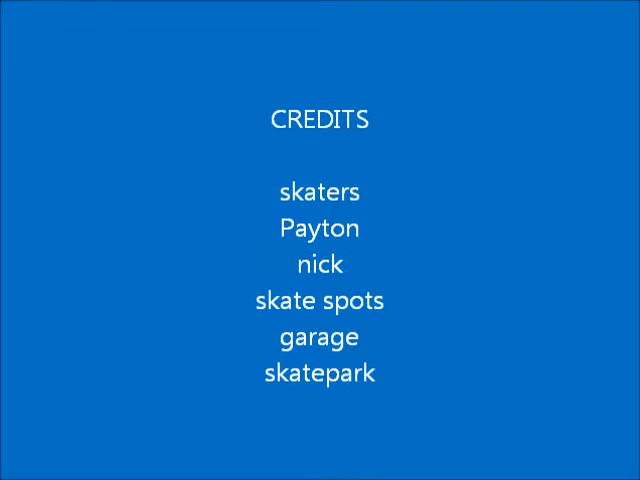 CREDITS
skaters
Payton
nick
skate spots
garage
skatepark